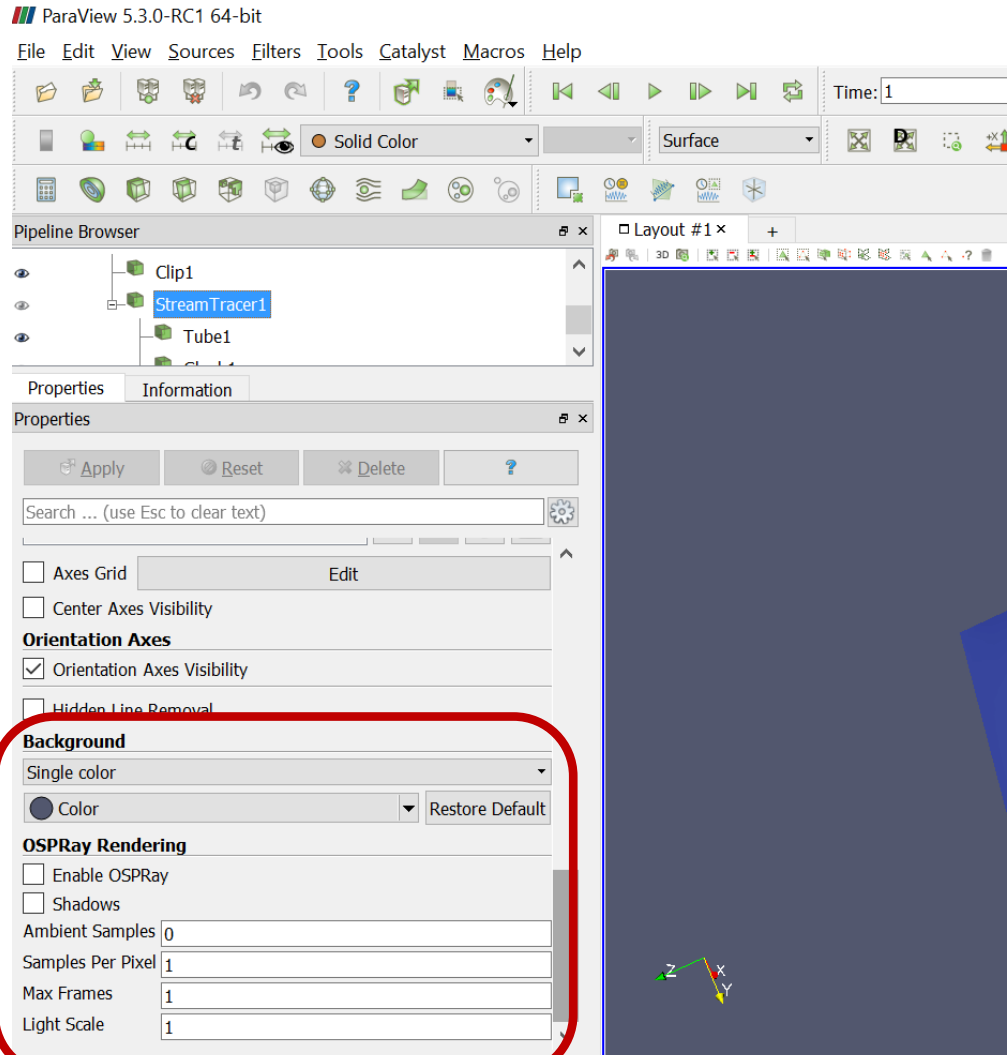 ParaView 5.3.0-RC1 64-bit
File Edit View Sources Filters Tools Catalyst Macros Help
Time: 1
Solid Color Surface
Pipeline Browser
Layout #1
3D
Clip1
StreamTracer1
Tube1
Properties Information
Properties
Apply Reset Delete ?
Search ... (use Esc to clear text)
Axes Grid Edit
Center Axes Visibility
Orientation Axes
Orientation Axes Visibility
Hidden Line Removal
Background
Single color
Color Restore Default
OSPRay Rendering
Enable OSPRay
Shadows
Ambient Samples 0
Samples Per Pixel 1
Max Frames 1
Light Scale 1
Z X
Y